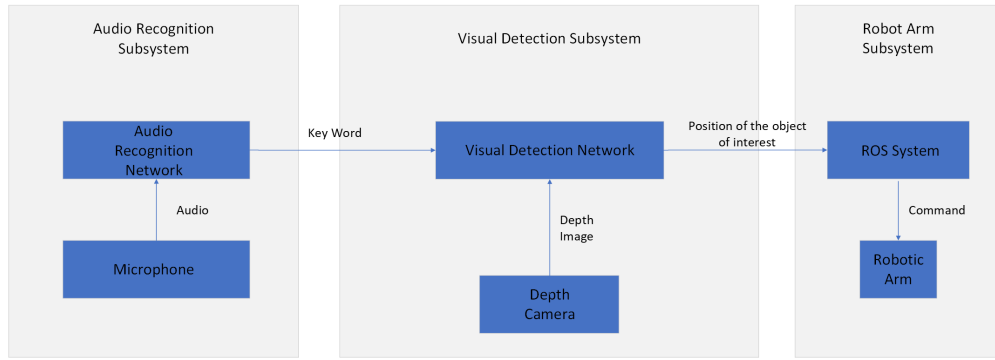 Audio Recognition
Subsystem
Visual Detection Subsystem
Robot Arm
Subsystem
Audio
Recognition
Network
Key Word
Visual Detection Network
Position of the object
of interest
ROS System
Audio
Depth
Image
Command
Microphone
Depth
Camera
Robotic
Arm